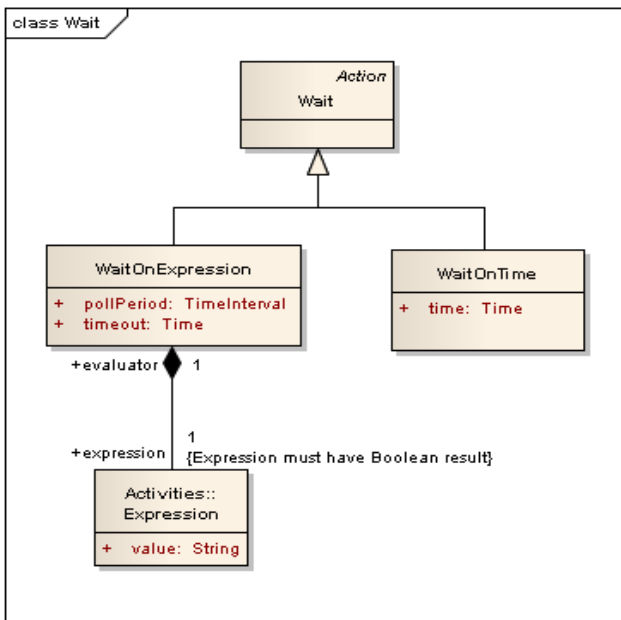 class Wait
Action
Wait
WaitOnExpression
+ pollPeriod: TimeInterval
+ timeout: Time
WaitOnTime
+ time: Time
+evaluator 1
1
+expression {Expression must have Boolean result}
Activities::
Expression
+ value: String